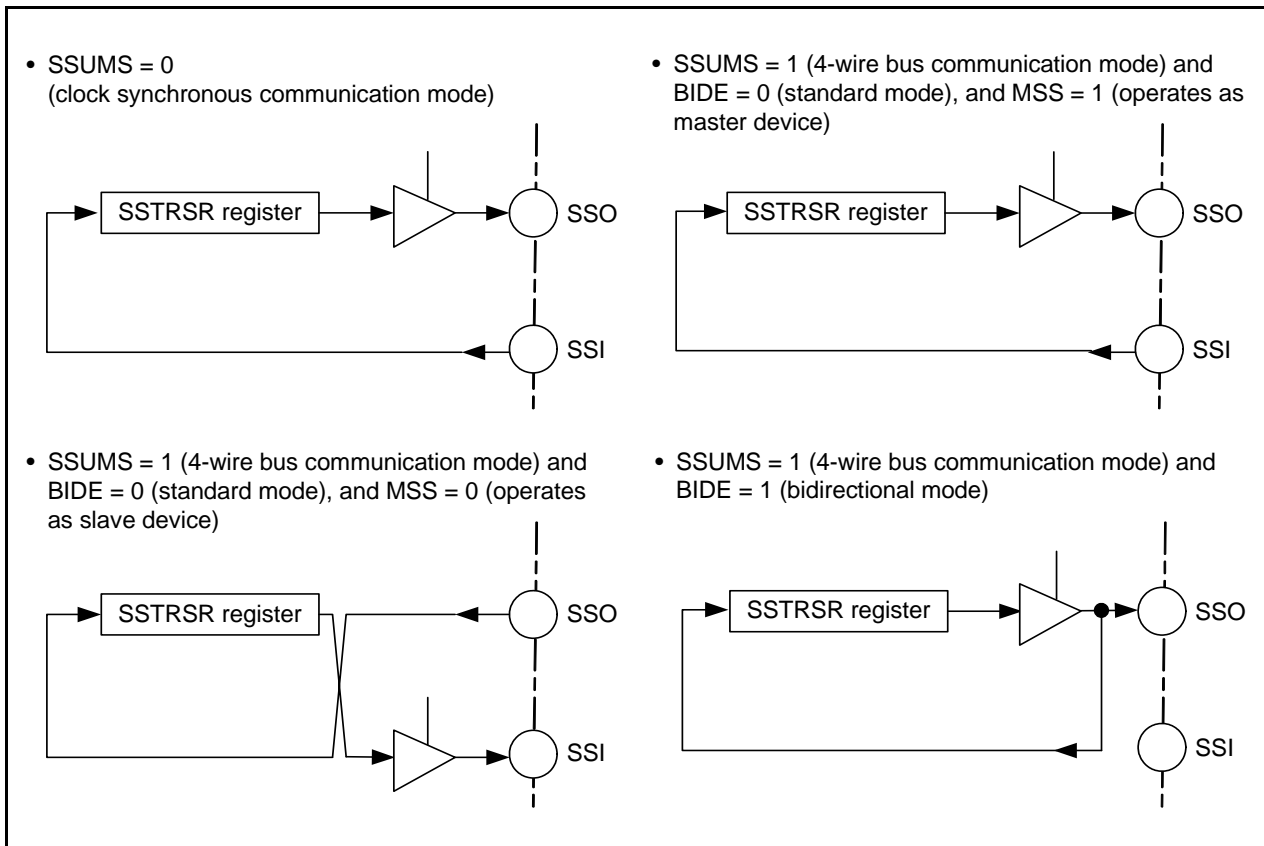 • SSUMS = 0
(clock synchronous communication mode)
SSTRSR register
SSO
SSI
• SSUMS = 1 (4-wire bus communication mode) and
BIDE = 0 (standard mode), and MSS = 1 (operates as
master device)
SSTRSR register
SSO
SSI
• SSUMS = 1 (4-wire bus communication mode) and
BIDE = 0 (standard mode), and MSS = 0 (operates
as slave device)
SSTRSR register
SSO
SSI
• SSUMS = 1 (4-wire bus communication mode) and
BIDE = 1 (bidirectional mode)
SSTRSR register
SSO
SSI